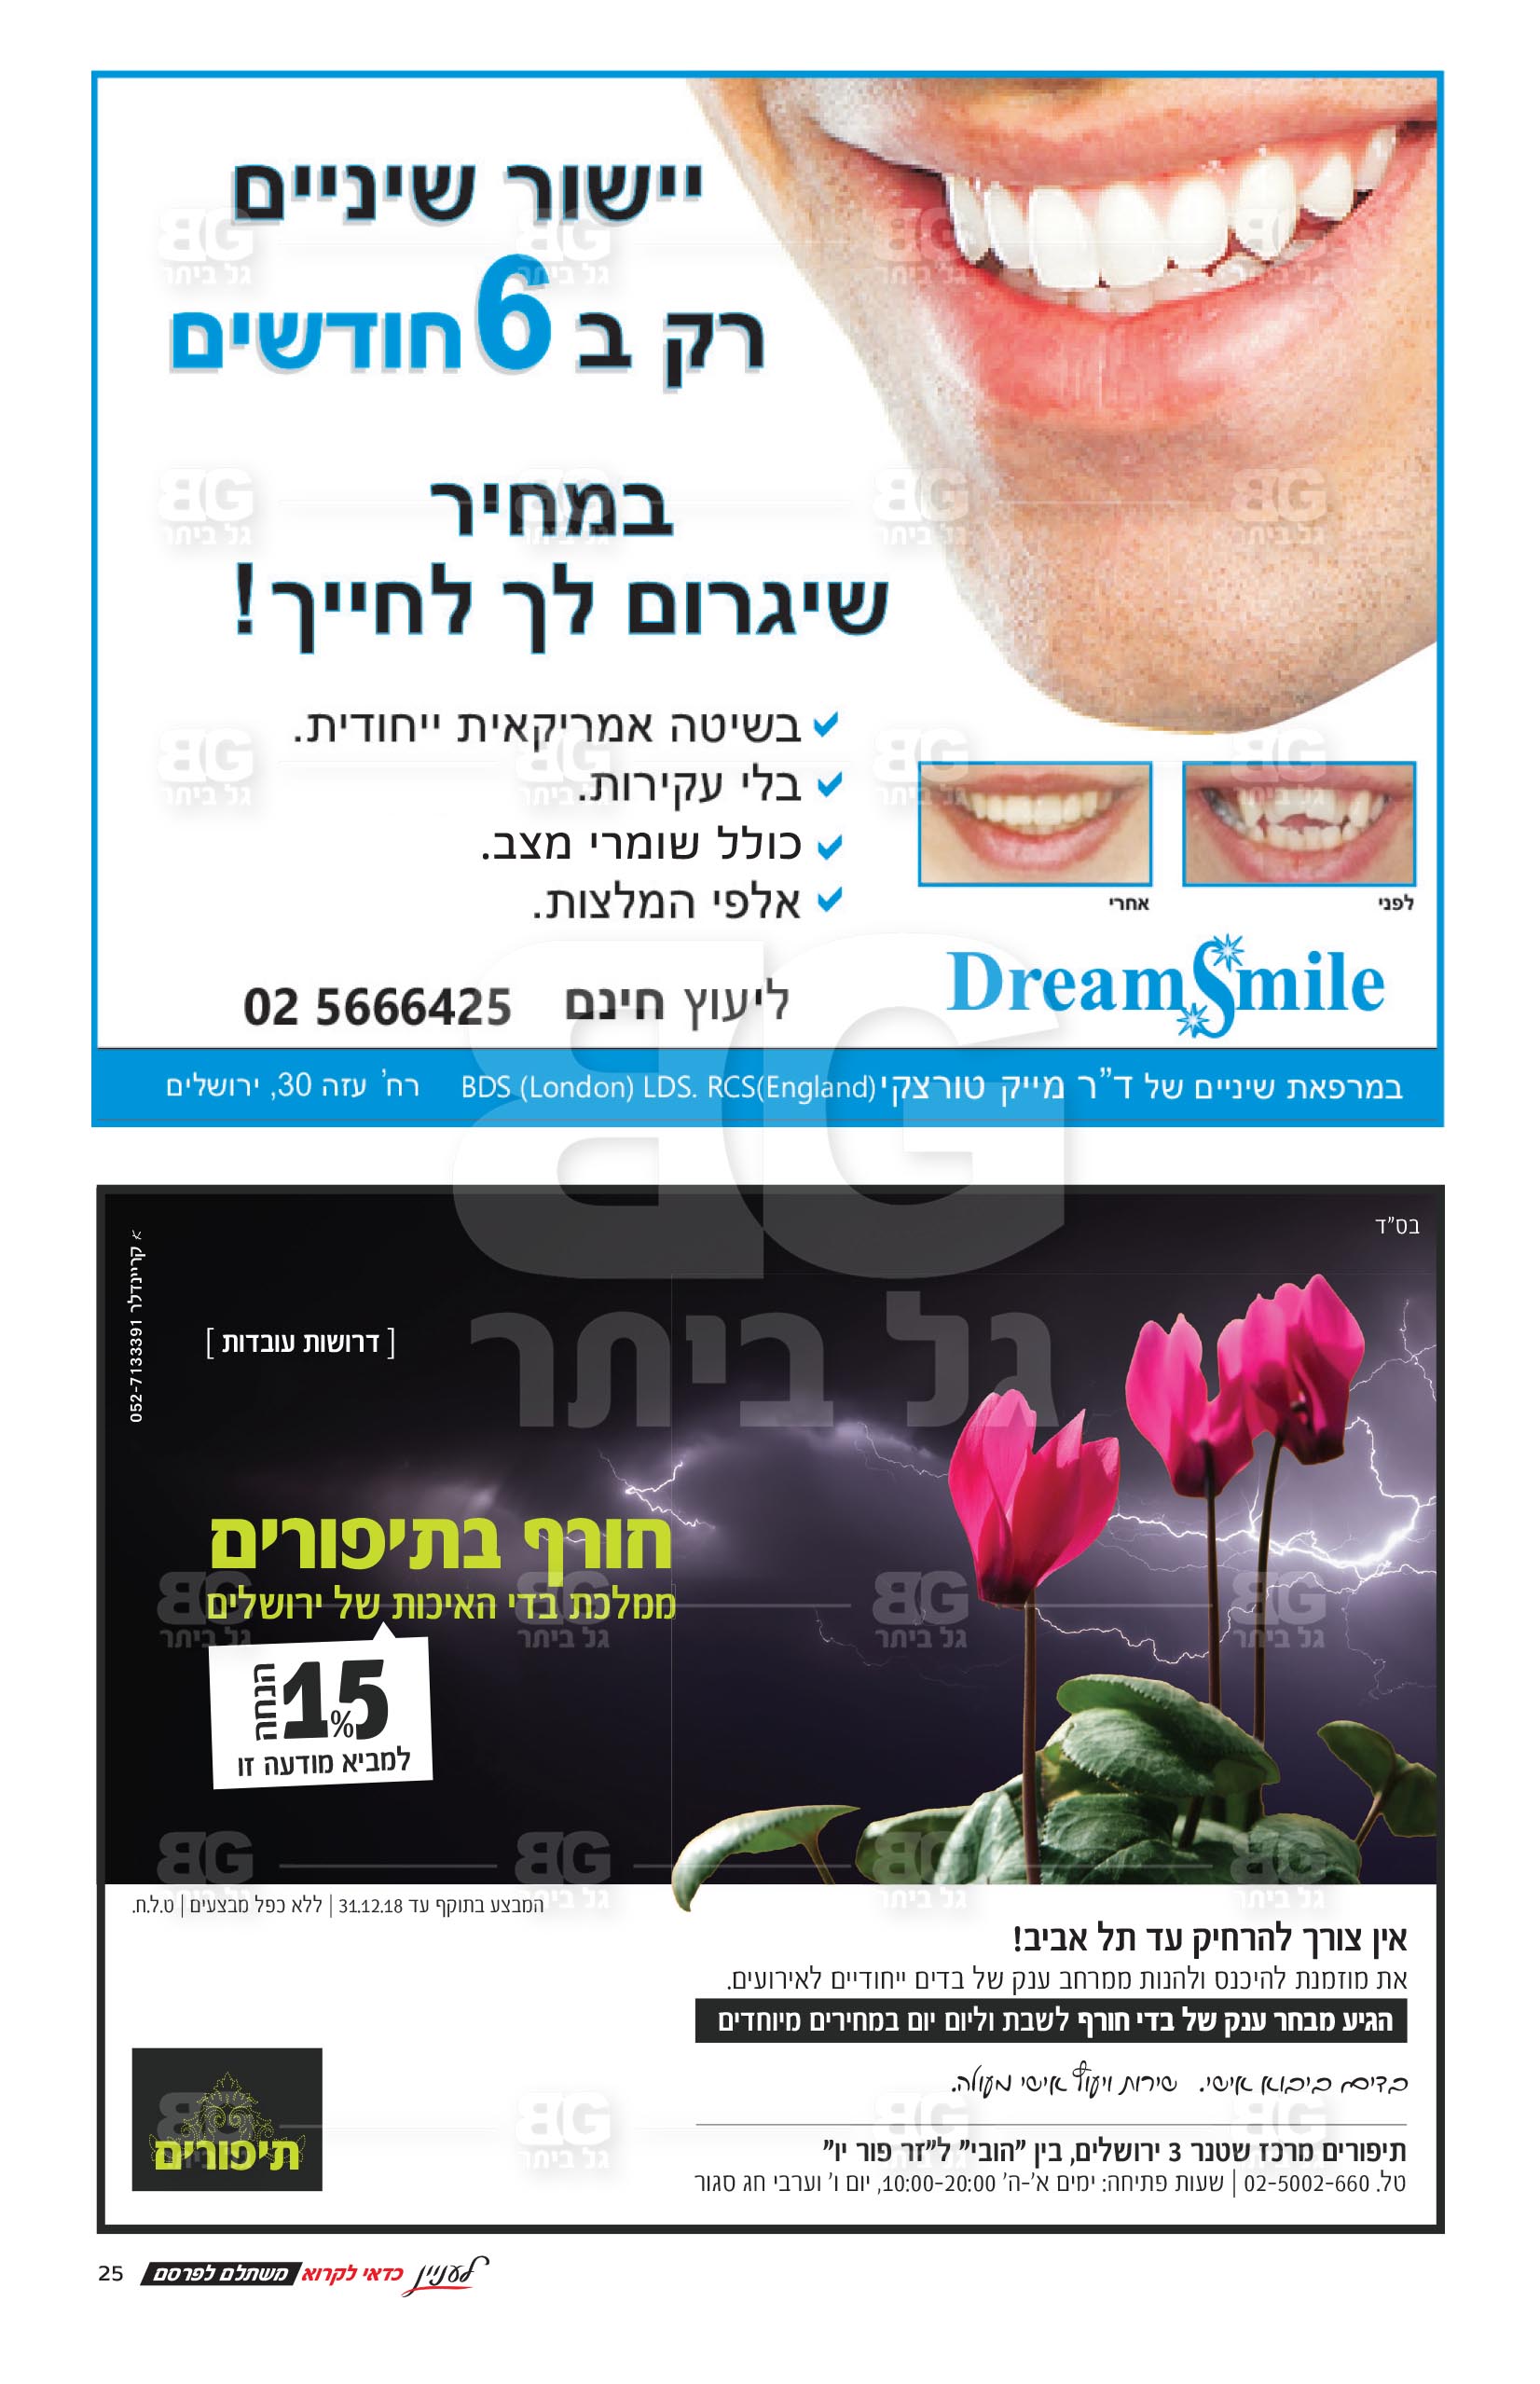 יישור שיניים
רק ב 6 חודשים
במחיר
שיגרום לך לחייך!
בשיטה אמריקאית ייחודית.
בלי עקירות.
כולל שומרי מצב.
אלפי המלצות.
לפני
אחרי
DreamSmile
ליעוץ חינם 02 5666425
במרפאת שיניים של ד"ר מייק טורצקי BDS (London) LDS. RCS(England) רח' עזה 30, ירושלים
בס"ד
א קריינדלר 052-7133391
[ דרושות עובדות ]
חורף בתיפורים
ממלכת בדי האיכות של ירושלים
15% הנחה
למביא מודעה זו
המבצע בתוקף עד 31.12.18 | ללא כפל מבצעים | ט.ל.ח.
אין צורך להרחיק עד תל אביב!
את מוזמנת להיכנס ולהנות ממרחב ענק של בדים ייחודיים לאירועים.
הגיע מבחר ענק של בדי חורף לשבת וליום יום במחירים מיוחדים
בדים ביבוא אישי. שירות ויעוץ אישי מעולה.
תיפורים
תיפורים מרכז שטנר 3 ירושלים, בין "הובי" ל"זר פור יו"
טל. 02-5002-660 | שעות פתיחה: ימים א'-ה' 10:00-20:00, יום ו' וערבי חג סגור
לעניין כדאי לקרוא משתלם לפרסם 25
BG
גל ביתר